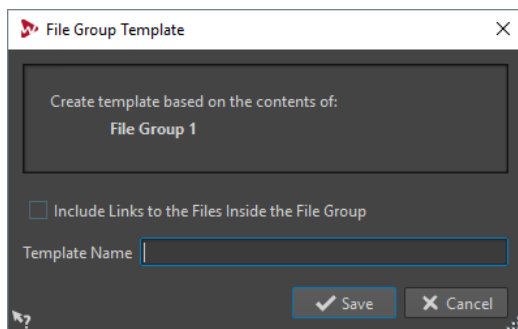 File Group Template
Create template based on the contents of:
File Group 1
Include Links to the Files Inside the File Group
Template Name
Save Cancel
?